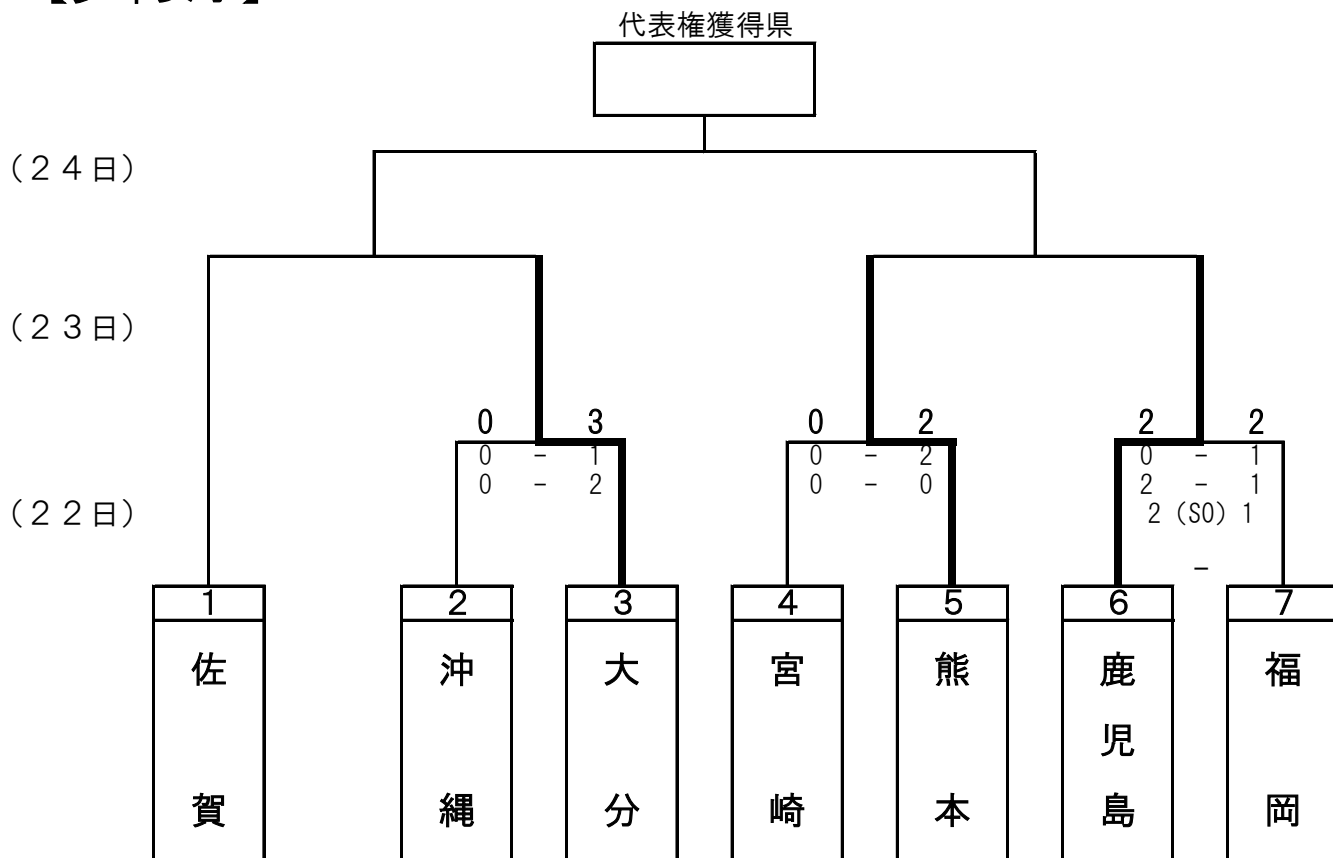 代表権獲得県
（２４日）
（２３日）
0 3 0 2 2 2
0 - 1 0 - 2 0 - 1
0 - 2 0 - 0 2 - 1
（２２日）
2 (SO) 1
-
1 2 3 4 5 6 7
佐賀
沖縄
大分
宮崎
熊本
鹿児島
福岡